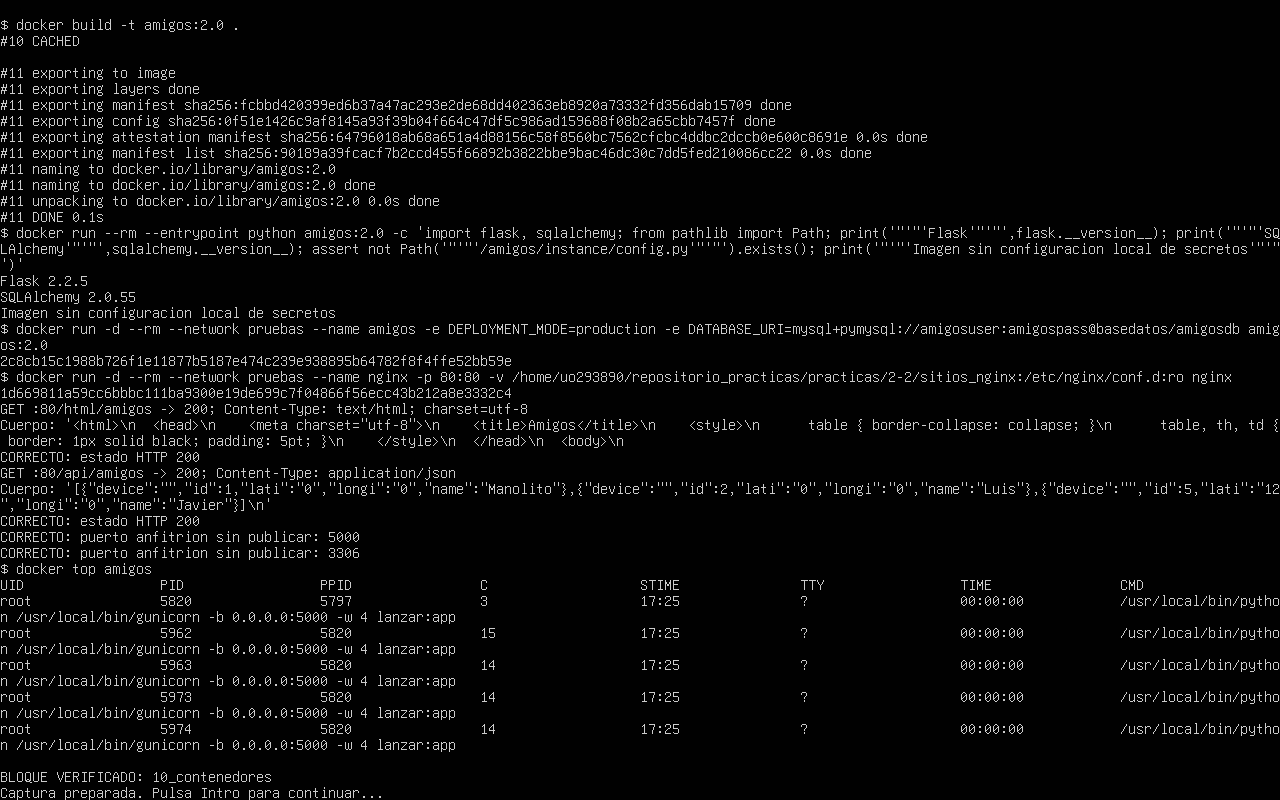 $ docker build -t amigos:2.0 .
#10 CACHED
#11 exporting to image
#11 exporting layers done
#11 exporting manifest sha256:fcbbd420399ed6b37a47ac293e2de68dd402363eb8920a73332fd356dab15709 done
#11 exporting config sha256:0f51e1426c9af8145a93f39b04f664c47df5c986ad159688f08b2a65cbb7457f done
#11 exporting attestation manifest sha256:64796018ab68a651a4d88156c58f8560bc7562cfcbc4ddbc2dccb0e600c8691e 0.0s done
#11 exporting manifest list sha256:90189a39fcacf7b2ccd455f66892b3822bbe9bac46dc30c7dd5fed210086cc22 0.0s done
#11 naming to docker.io/library/amigos:2.0
#11 naming to docker.io/library/amigos:2.0 done
#11 unpacking to docker.io/library/amigos:2.0 0.0s done
#11 DONE 0.1s
$ docker run --rm --entrypoint python amigos:2.0 -c 'import flask, sqlalchemy; from pathlib import Path; print('"'"'Flask'"'"',flask.__version__); print('"'"'SQ
LAlchemy'"'"',sqlalchemy.__version__); assert not Path('"'"'/amigos/instance/config.py'"'"').exists(); print('"'"'Imagen sin configuracion local de secretos'"'"
')'
Flask 2.2.5
SQLAlchemy 2.0.55
Imagen sin configuracion local de secretos
$ docker run -d --rm --network pruebas --name amigos -e DEPLOYMENT_MODE=production -e DATABASE_URI=mysql+pymysql://amigosuser:amigospass@basedatos/amigosdb amig
os:2.0
2c8cb15c1988b726f1e11877b5187e474c239e938895b64782f8f4ffe52bb59e
$ docker run -d --rm --network pruebas --name nginx -p 80:80 -v /home/uo293890/repositorio_practicas/practicas/2-2/sitios_nginx:/etc/nginx/conf.d:ro nginx
1d669811a59cc6bbbc111ba9300e19de699c7f04866f56ecc43b212a8e3332c4
GET :80/html/amigos -> 200; Content-Type: text/html; charset=utf-8
Cuerpo: '<html>\n  <head>\n    <meta charset="utf-8">\n    <title>Amigos</title>\n    <style>\n      table { border-collapse: collapse; }\n      table, th, td {
 border: 1px solid black; padding: 5pt; }\n    </style>\n  </head>\n  <body>\n
CORRECTO: estado HTTP 200
GET :80/api/amigos -> 200; Content-Type: application/json
Cuerpo: '[{"device":"","id":1,"lati":"0","longi":"0","name":"Manolito"},{"device":"","id":2,"lati":"0","longi":"0","name":"Luis"},{"device":"","id":5,"lati":"12
","longi":"0","name":"Javier"}]\n'
CORRECTO: estado HTTP 200
CORRECTO: puerto anfitrion sin publicar: 5000
CORRECTO: puerto anfitrion sin publicar: 3306
$ docker top amigos
UID                 PID                 PPID                C                   STIME               TTY                 TIME                CMD
root                5820                5797                3                   17:25               ?                   00:00:00            /usr/local/bin/pytho
n /usr/local/bin/gunicorn -b 0.0.0.0:5000 -w 4 lanzar:app
root                5962                5820                15                  17:25               ?                   00:00:00            /usr/local/bin/pytho
n /usr/local/bin/gunicorn -b 0.0.0.0:5000 -w 4 lanzar:app
root                5963                5820                14                  17:25               ?                   00:00:00            /usr/local/bin/pytho
n /usr/local/bin/gunicorn -b 0.0.0.0:5000 -w 4 lanzar:app
root                5973                5820                14                  17:25               ?                   00:00:00            /usr/local/bin/pytho
n /usr/local/bin/gunicorn -b 0.0.0.0:5000 -w 4 lanzar:app
root                5974                5820                14                  17:25               ?                   00:00:00            /usr/local/bin/pytho
n /usr/local/bin/gunicorn -b 0.0.0.0:5000 -w 4 lanzar:app
BLOQUE VERIFICADO: 10_contenedores
Captura preparada. Pulsa Intro para continuar...